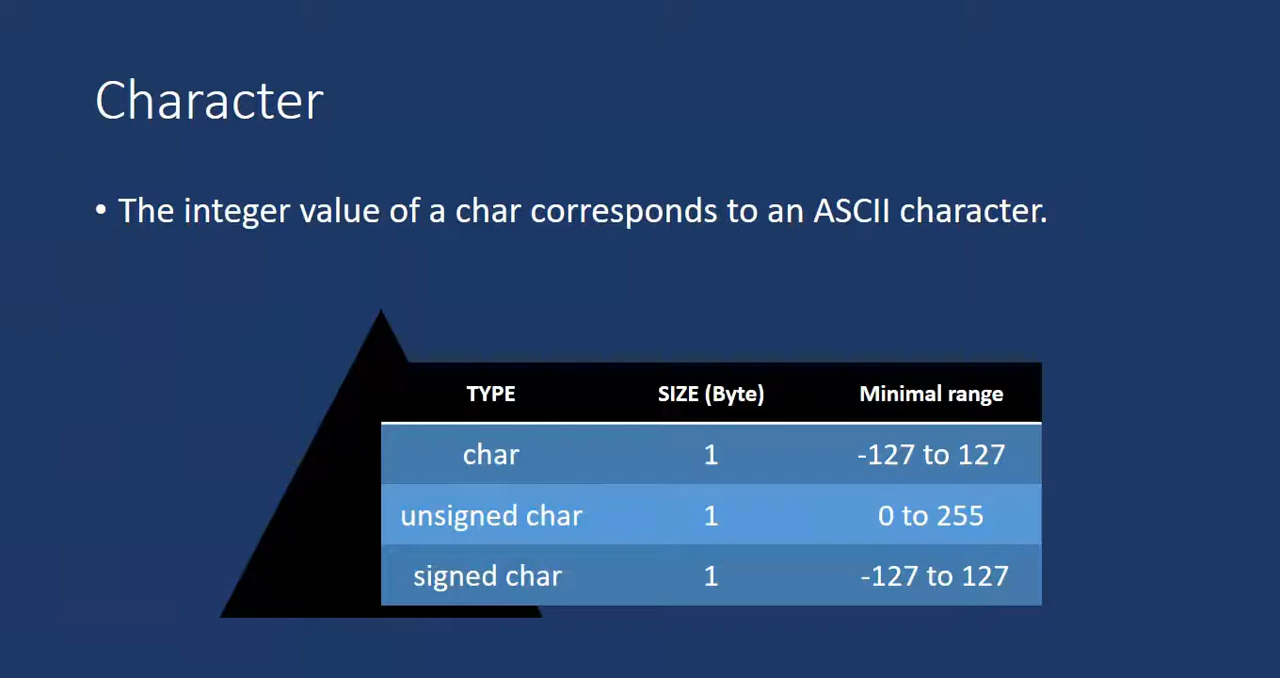 Character
• The integer value of a char corresponds to an ASCII character.
TYPE SIZE (Byte) Minimal range
char 1 -127 to 127
unsigned char 1 0 to 255
signed char 1 -127 to 127